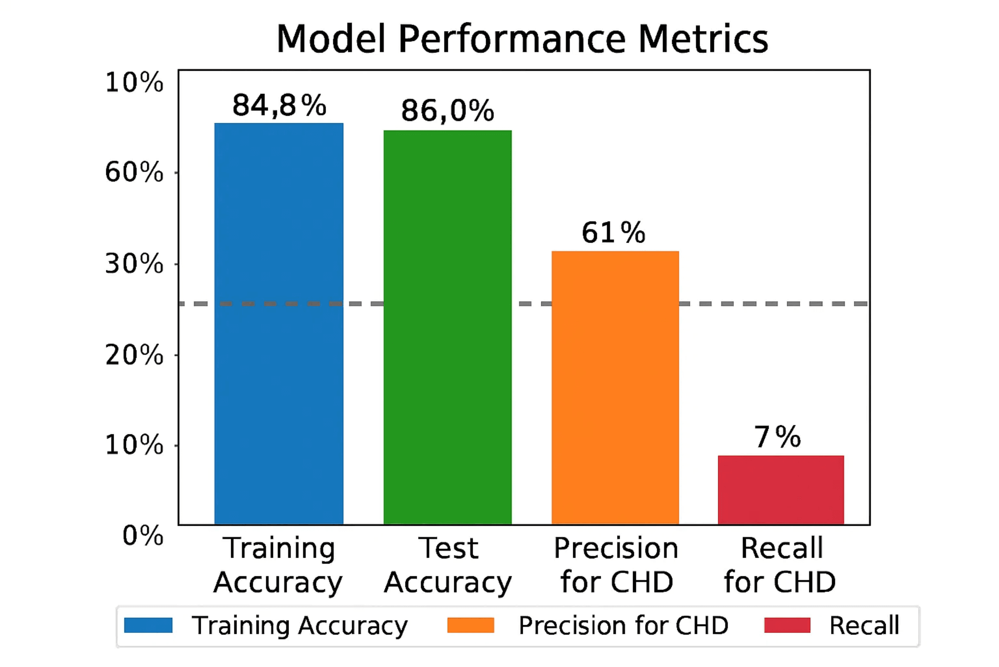 Model Performance Metrics
10%
60%
30%
20%
10%
0%
84,8%
86,0%
61%
7%
Training Accuracy
Test Accuracy
Precision for CHD
Recall for CHD
Training Accuracy
Precision for CHD
Recall